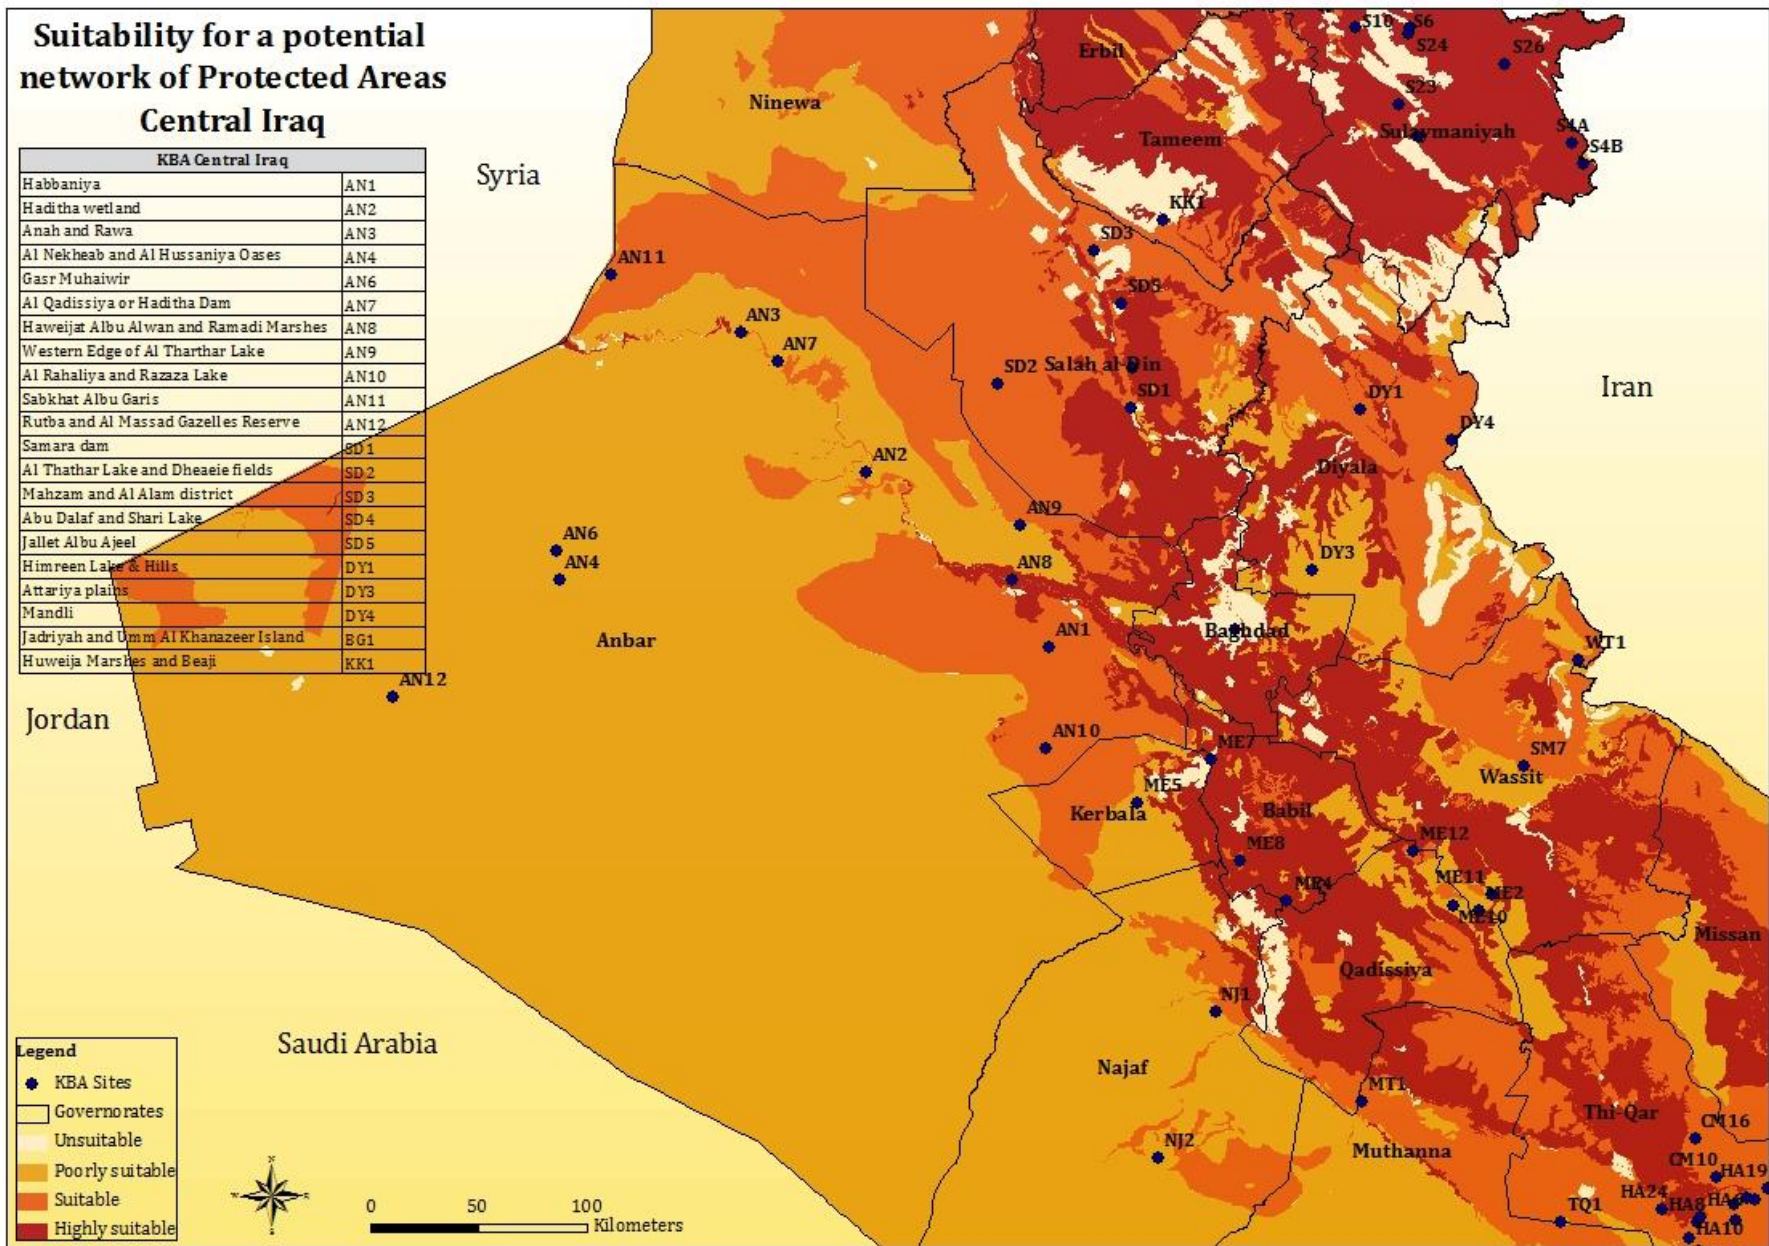 Suitability for a potential
network of Protected Areas
Central Iraq
KBA Central Iraq
Habbaniya AN1
Haditha wetland AN2
Anah and Rawa AN3
Al Nekheab and Al Hussaniya Oases AN4
Gasr Muhaiwir AN6
Al Qadissiya or Haditha Dam AN7
Haweijat Albu Alwan and Ramadi Marshes AN8
Western Edge of Al Tharthar Lake AN9
Al Rahaliya and Razaza Lake AN10
Sabkhat Albu Garis AN11
Rutba and Al Massad Gazelles Reserve AN12
Samara dam SD1
Al Thathar Lake and Dheaeie fields SD2
Mahzam and Al Alam district SD3
Abu Dalaf and Shari Lake SD4
Jallet Albu Ajeel SD5
Himreen Lake & Hills DY1
Attariya plains DY3
Mandli DY4
Jadriyah and Umm Al Khanazeer Island BG1
Huweija Marshes and Beaji KK1
Syria
Iran
Jordan
Saudi Arabia
Ninewa
Erbil
Tameem
Sulaymaniyah
Salah al-Din
Diyala
Anbar
Baghdad
Kerbala
Babil
Wassit
Najaf
Qadissiya
Missan
Muthanna
Thi-Qar
S10
S6
S24
S26
S23
S4A
S4B
KK1
SD3
SD5
AN11
AN3
AN7
SD2
SD1
DY1
DY4
AN2
AN9
AN6
AN4
AN8
DY3
AN1
WT1
AN12
AN10
ME7
SM7
ME5
ME12
ME8
ME11
ME4
ME2
ME10
NJ1
MT1
NJ2
CM16
CM10
HA19
HA24
HA8
HA6
TQ1
HA10
Legend
KBA Sites
Governorates
Unsuitable
Poorly suitable
Suitable
Highly suitable
N
W
E
S
0 50 100
Kilometers